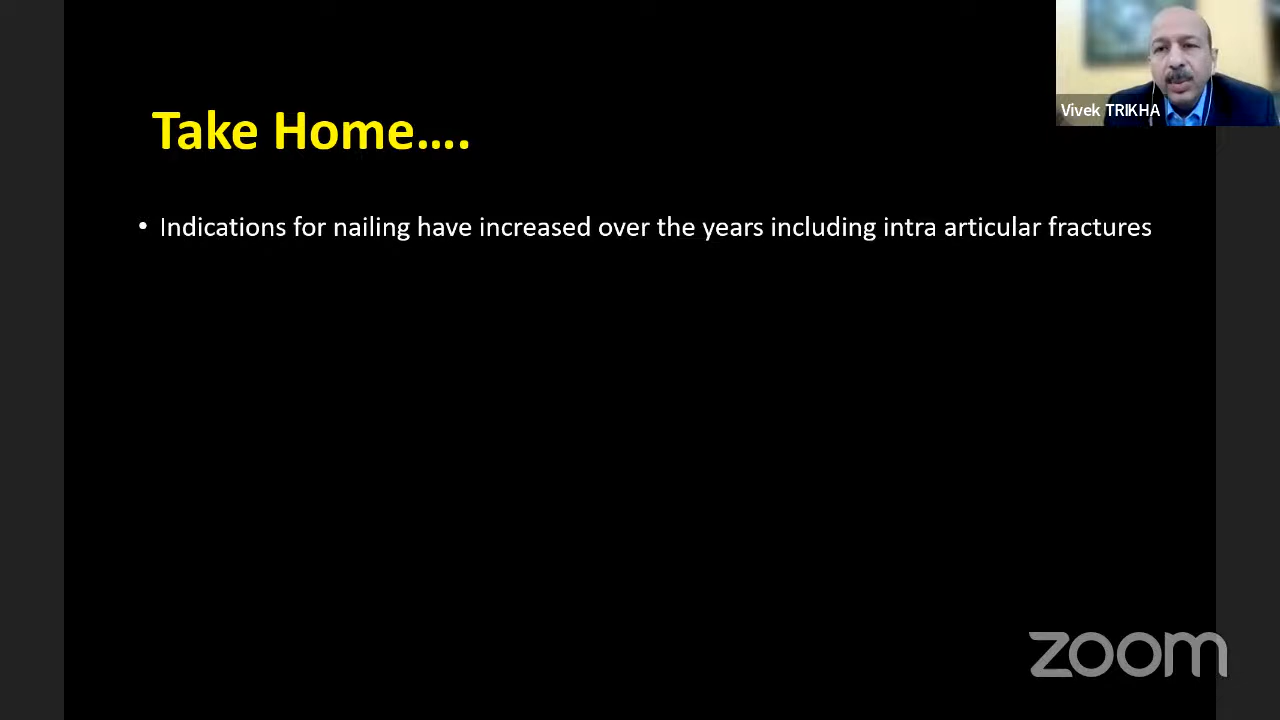 Vivek TRIKHA
Take Home….
• Indications for nailing have increased over the years including intra articular fractures
zoom